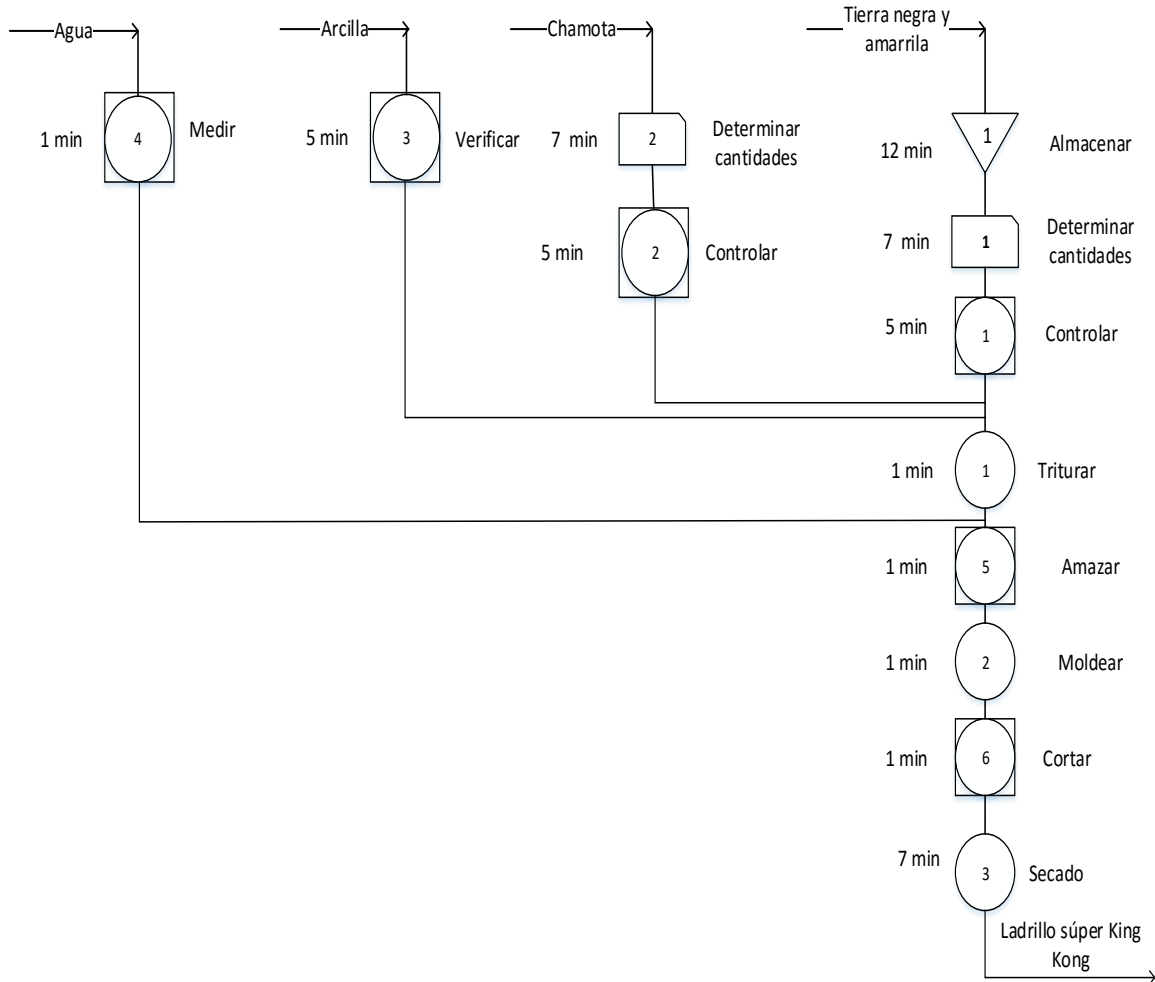 Agua
Arcilla
Chamota
Tierra negra y
amarrila
1 min
4
Medir
5 min
3
Verificar
7 min
2
Determinar
cantidades
12 min
1
Almacenar
5 min
2
Controlar
7 min
1
Determinar
cantidades
5 min
1
Controlar
1 min
1
Triturar
1 min
5
Amazar
1 min
2
Moldear
1 min
6
Cortar
7 min
3
Secado
Ladrillo súper King
Kong